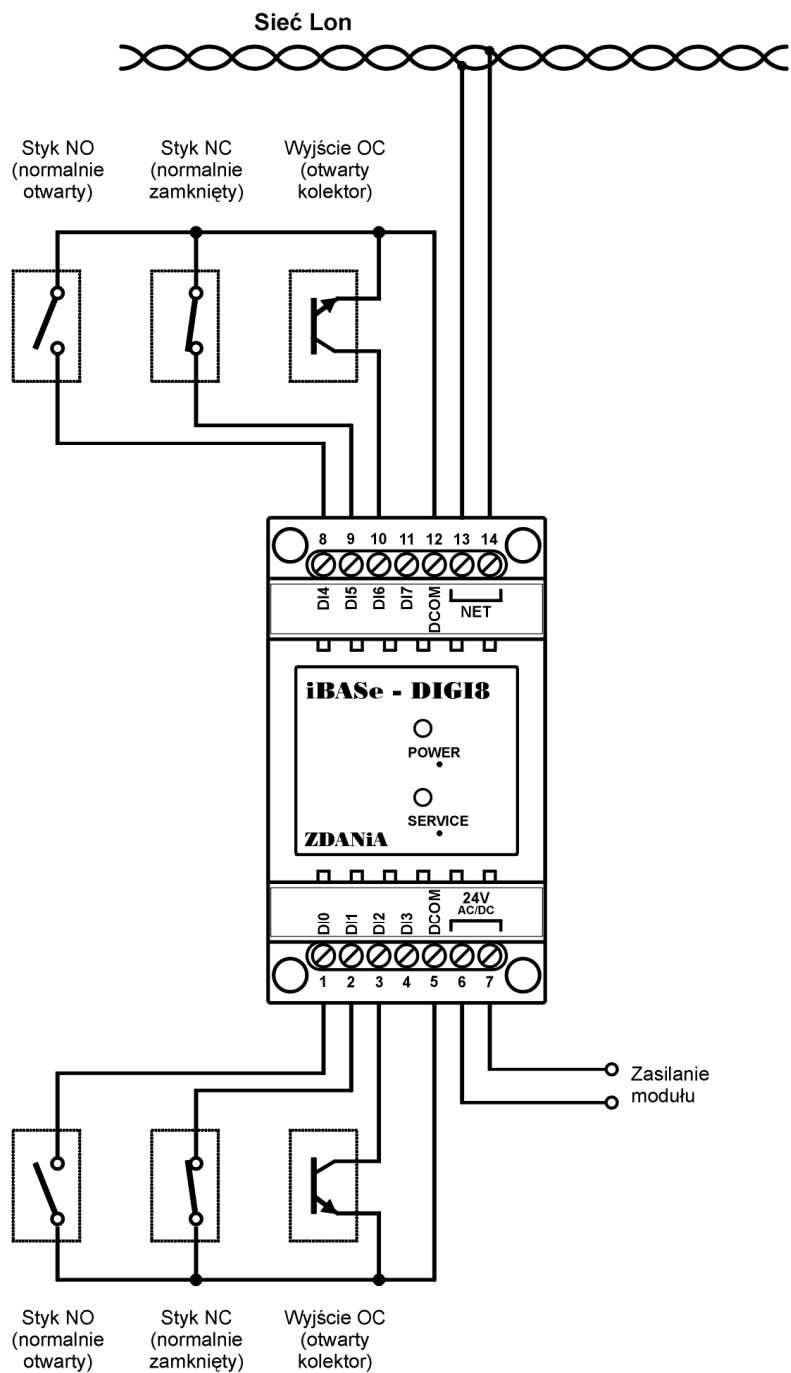 Sieć Lon
Styk NO
(normalnie
otwarty)
Styk NC
(normalnie
zamknięty)
Wyjście OC
(otwarty
kolektor)
8 9 10 11 12 13 14
DI4 DI5 DI6 DI7 DCOM NET
iBASe - DIGI8
POWER
SERVICE
ZDANiA
DI0 DI1 DI2 DI3 DCOM 24V
AC/DC
1 2 3 4 5 6 7
Zasilanie
modułu
Styk NO
(normalnie
otwarty)
Styk NC
(normalnie
zamknięty)
Wyjście OC
(otwarty
kolektor)